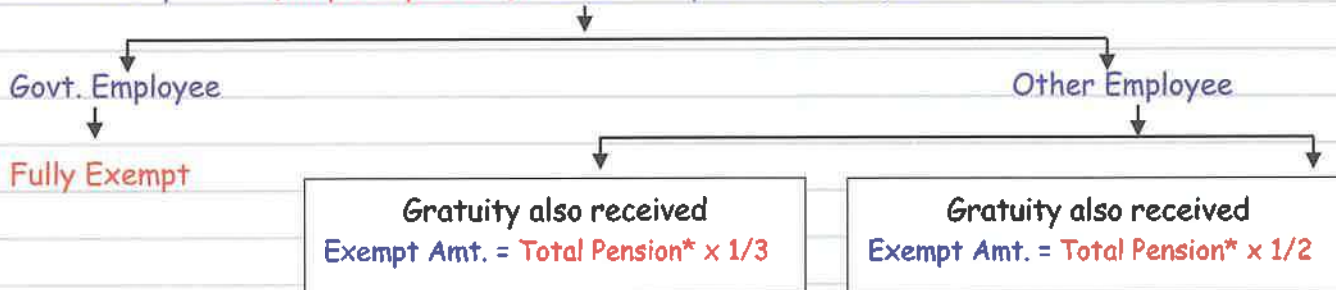 Govt. Employee
Other Employee
Fully Exempt
Gratuity also received
Exempt Amt. = Total Pension* x 1/3
Gratuity also received
Exempt Amt. = Total Pension* x 1/2